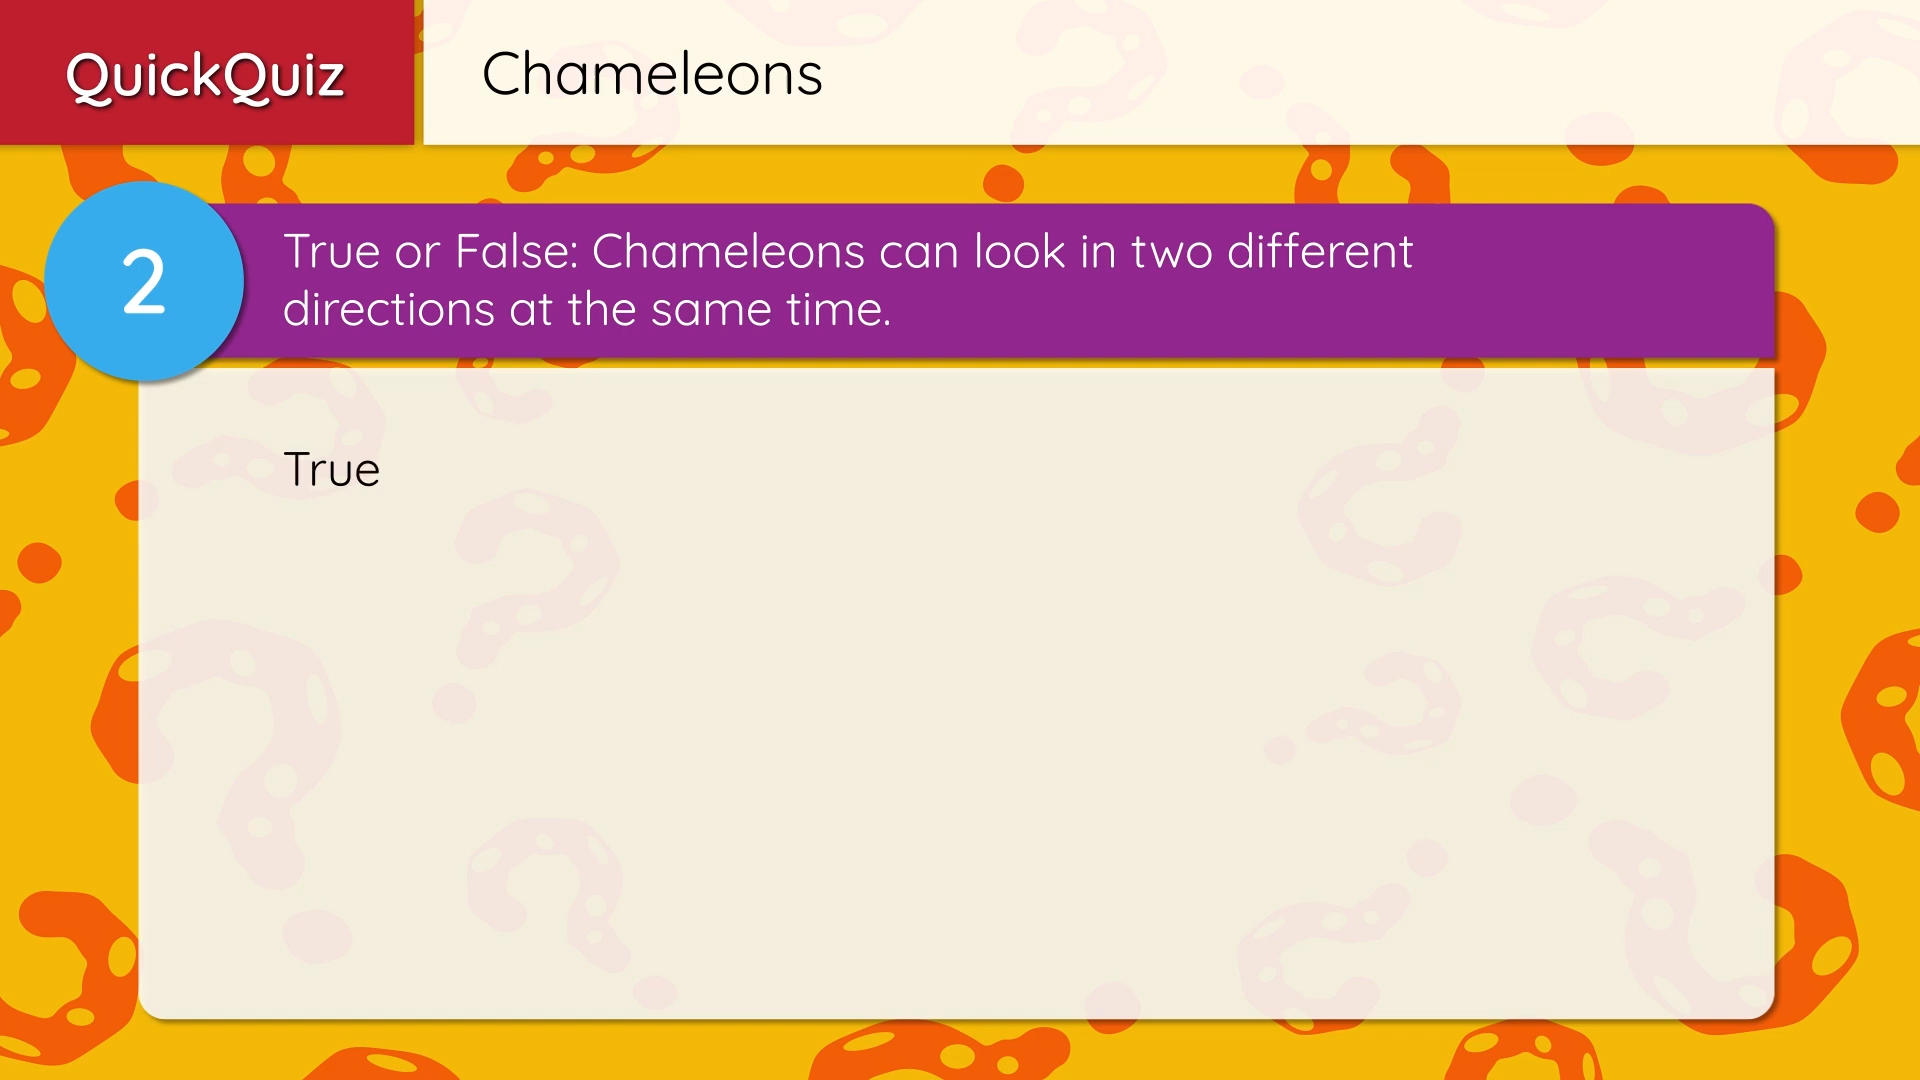 QuickQuiz
Chameleons
2
True or False: Chameleons can look in two different
directions at the same time.
True